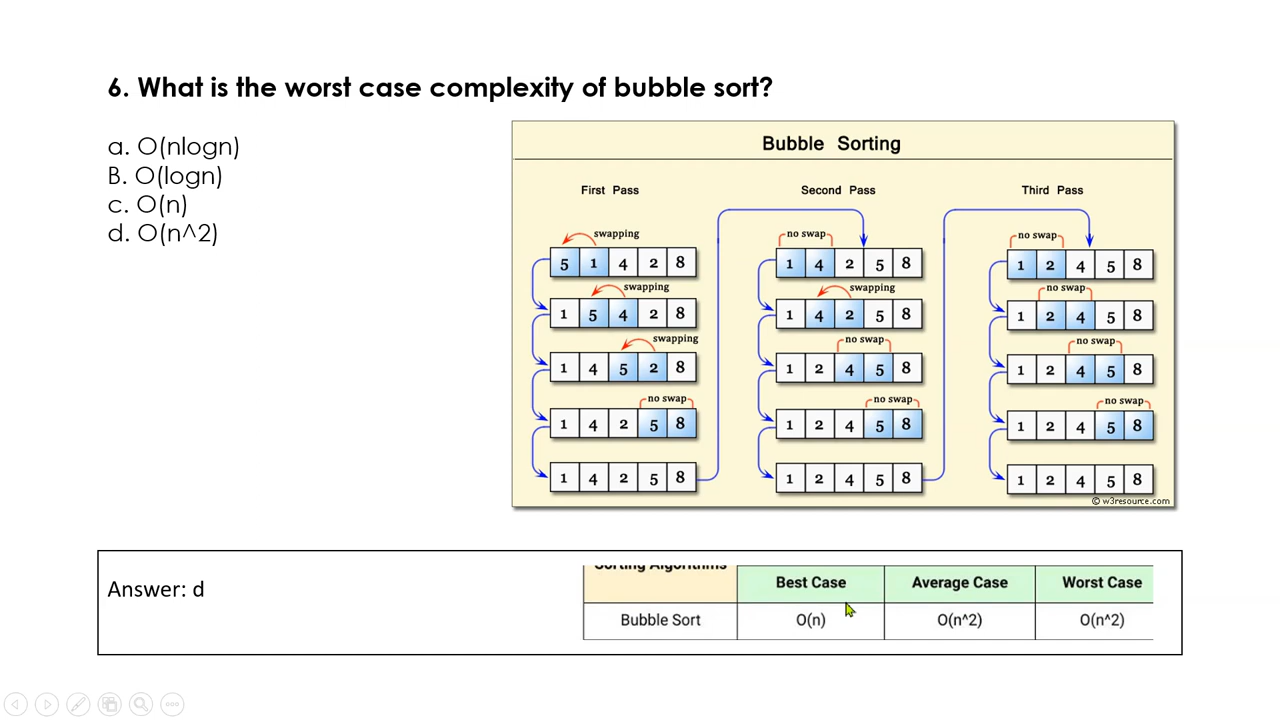 6. What is the worst case complexity of bubble sort?
a. O(nlogn)
B. O(logn)
c. O(n)
d. O(n^2)
Bubble Sorting
First Pass
swapping
5 1 4 2 8
swapping
1 5 4 2 8
swapping
1 4 5 2 8
no swap
1 4 2 5 8
1 4 2 5 8
Second Pass
no swap
1 4 2 5 8
swapping
1 4 2 5 8
no swap
1 2 4 5 8
no swap
1 2 4 5 8
1 2 4 5 8
Third Pass
no swap
1 2 4 5 8
no swap
1 2 4 5 8
no swap
1 2 4 5 8
no swap
1 2 4 5 8
1 2 4 5 8
© w3resource.com
Answer: d
Sorting Algorithms Best Case Average Case Worst Case
Bubble Sort O(n) O(n^2) O(n^2)